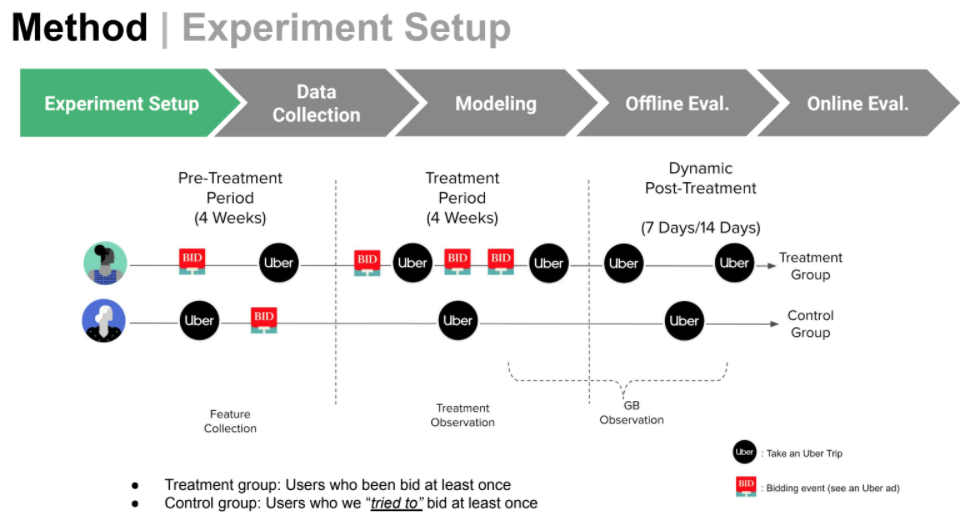 Method | Experiment Setup
Experiment Setup
Data
Collection
Modeling
Offline Eval.
Online Eval.
Pre-Treatment
Period
(4 Weeks)
Treatment
Period
(4 Weeks)
Dynamic
Post-Treatment
(7 Days/14 Days)
BID
Uber
BID
Uber
BID
BID
Uber
Uber
Uber
Treatment
Group
Uber
BID
Uber
Uber
Control
Group
Feature
Collection
Treatment
Observation
GB
Observation
Uber : Take an Uber Trip
BID : Bidding event (see an Uber ad)
● Treatment group: Users who been bid at least once
● Control group: Users who we “tried to” bid at least once